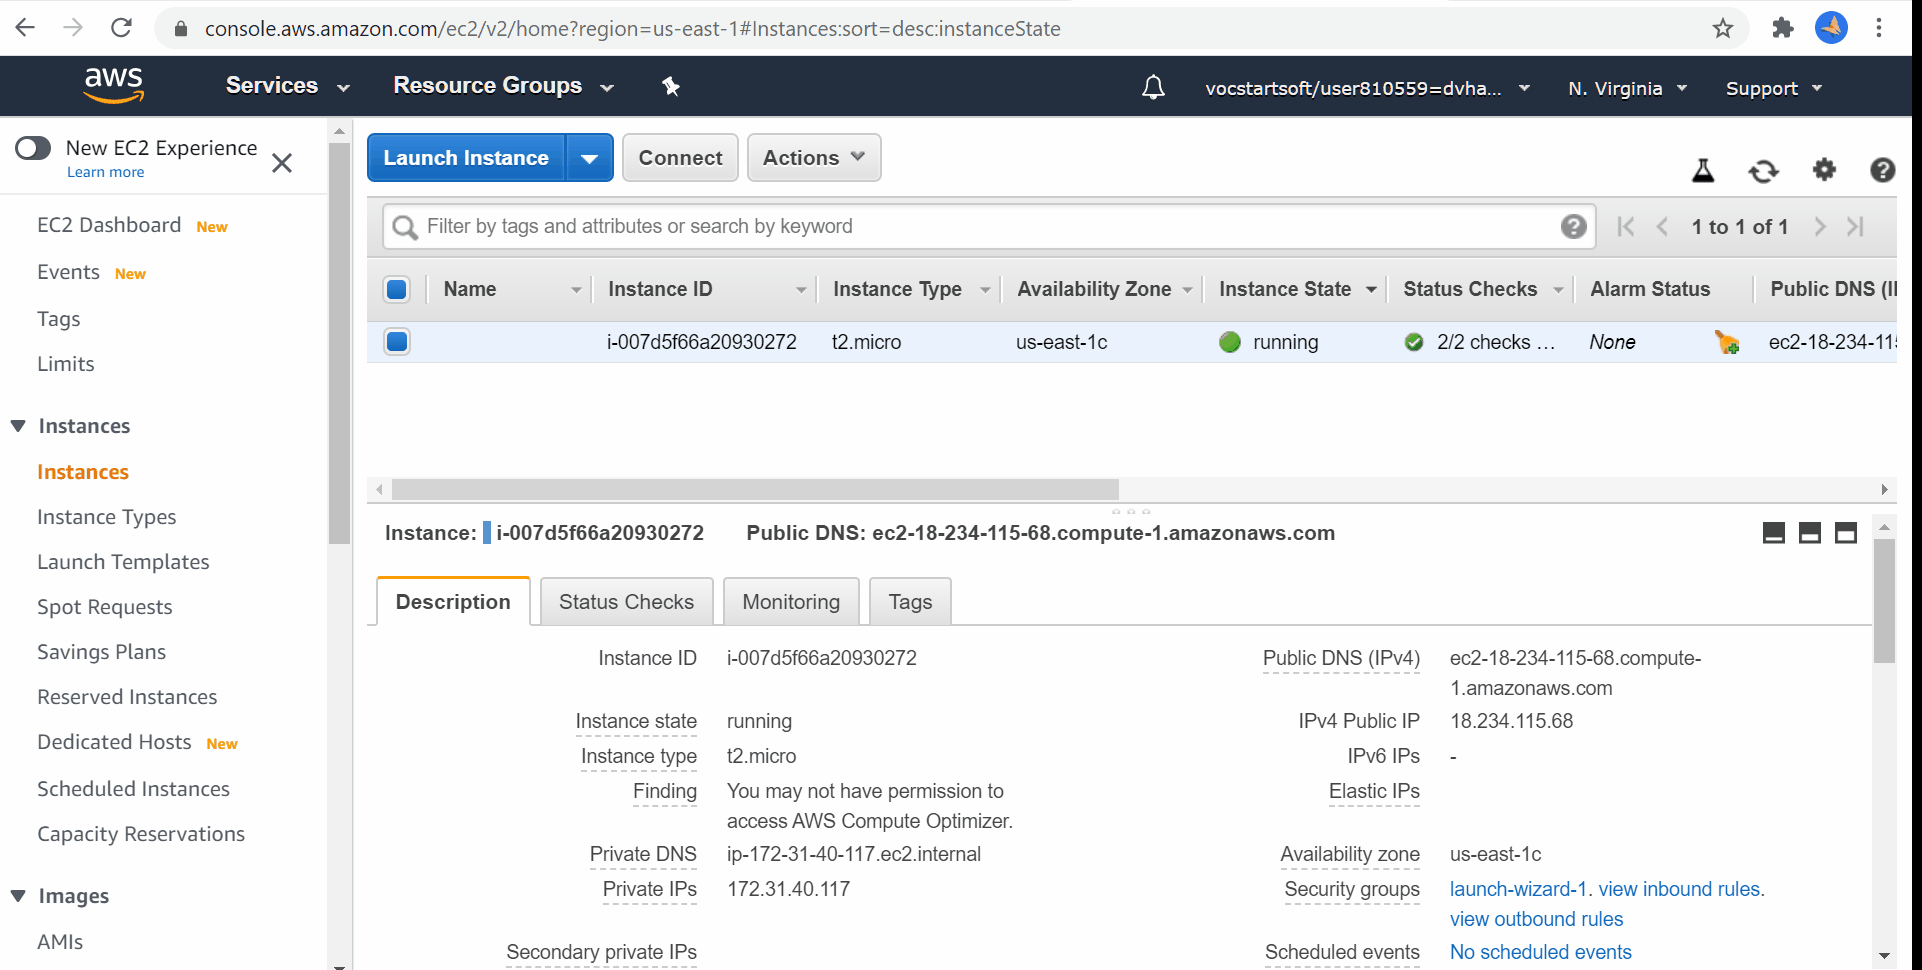 console.aws.amazon.com/ec2/v2/home?region=us-east-1#Instances:sort=desc:instanceState
aws
Services
Resource Groups
vocstartsoft/user810559=dvha...
N. Virginia
Support
New EC2 Experience
Learn more
EC2 Dashboard New
Events New
Tags
Limits
Instances
Instances
Instance Types
Launch Templates
Spot Requests
Savings Plans
Reserved Instances
Dedicated Hosts New
Scheduled Instances
Capacity Reservations
Images
AMIs
Launch Instance
Connect
Actions
Filter by tags and attributes or search by keyword
1 to 1 of 1
Name
Instance ID
Instance Type
Availability Zone
Instance State
Status Checks
Alarm Status
Public DNS (I
i-007d5f66a20930272
t2.micro
us-east-1c
running
2/2 checks ...
None
ec2-18-234-115
Instance: i-007d5f66a20930272
Public DNS: ec2-18-234-115-68.compute-1.amazonaws.com
Description
Status Checks
Monitoring
Tags
Instance ID
i-007d5f66a20930272
Public DNS (IPv4)
ec2-18-234-115-68.compute-
1.amazonaws.com
Instance state
running
IPv4 Public IP
18.234.115.68
Instance type
t2.micro
IPv6 IPs
-
Finding
You may not have permission to
access AWS Compute Optimizer.
Elastic IPs
Private DNS
ip-172-31-40-117.ec2.internal
Availability zone
us-east-1c
Private IPs
172.31.40.117
Security groups
launch-wizard-1. view inbound rules.
view outbound rules
Secondary private IPs
Scheduled events
No scheduled events